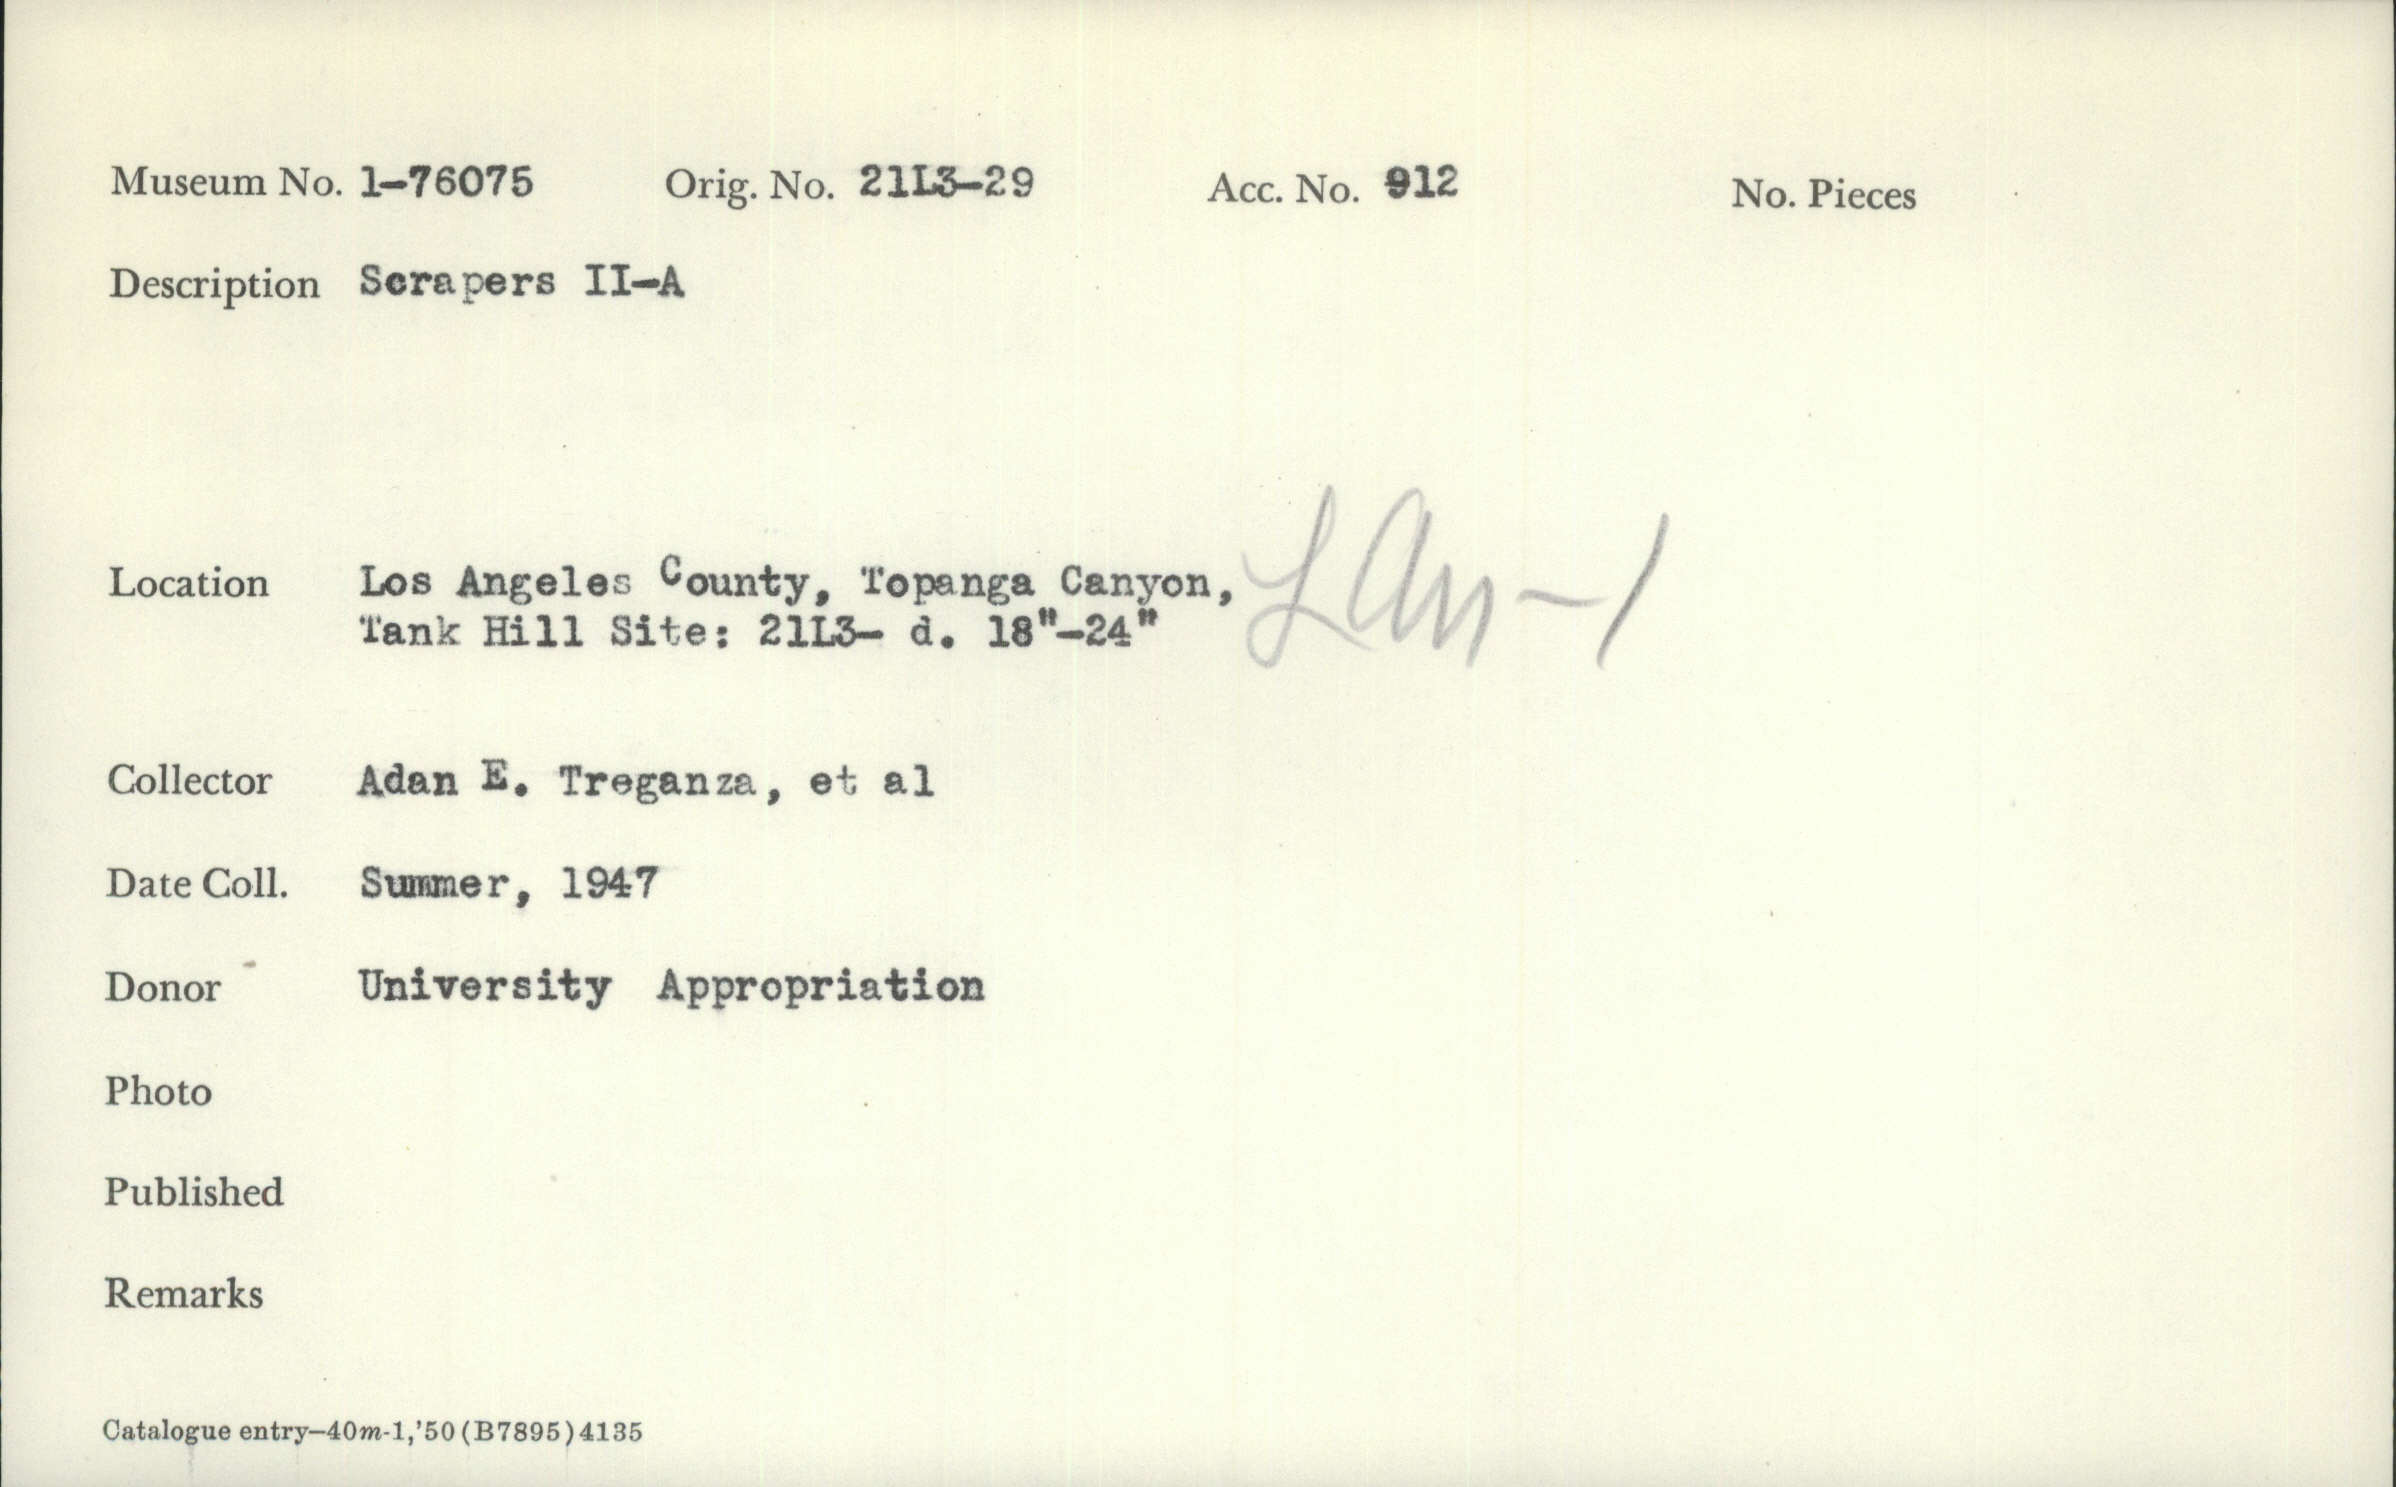 Museum No. 1-76075 Orig. No. 21L3-29 Acc. No. 912 No. Pieces
Description Scrapers II-A
Location Los Angeles County, Topanga Canyon, LAn-1
Tank Hill Site: 21L3- d. 18"-24"
Collector Adan E. Treganza, et al
Date Coll. Summer, 1947
Donor University Appropriation
Photo
Published
Remarks
Catalogue entry—40m-1,'50(B7895)4135